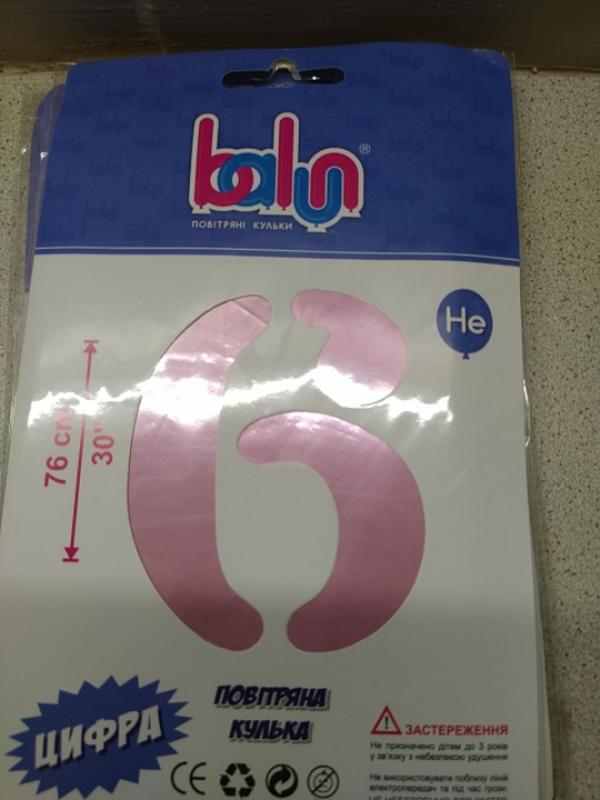 balun®
ПОВІТРЯНІ КУЛЬКИ
He
76 cm
30"
6
ЦИФРА
ПОВІТРЯНА
КУЛЬКА
CE
ЗАСТЕРЕЖЕННЯ
Не призначено дітям до 3 років
у зв'язку з небезпекою удушення
Не використовувати поблизу ліній
електропередач та під час грози: